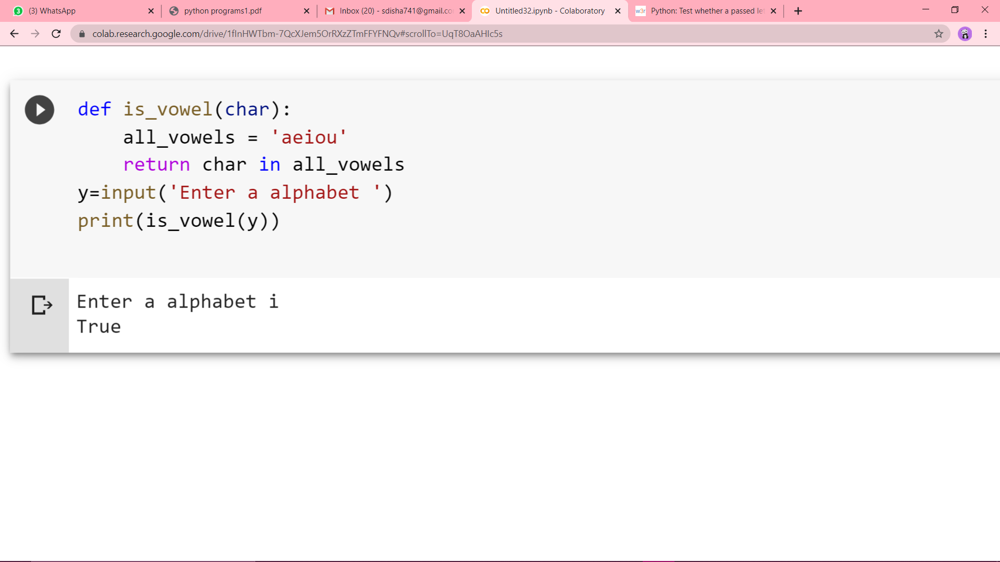 (3) WhatsApp
python programs1.pdf
Inbox (20) - sdisha741@gmail.co
Untitled32.ipynb - Colaboratory
w3r Python: Test whether a passed let
colab.research.google.com/drive/1fInHWTbm-7QcXJem5OrRXzZTmFFYFNQv#scrollTo=UqT8OaAHIc5s
def is_vowel(char):
    all_vowels = 'aeiou'
    return char in all_vowels
y=input('Enter a alphabet ')
print(is_vowel(y))
Enter a alphabet i
True